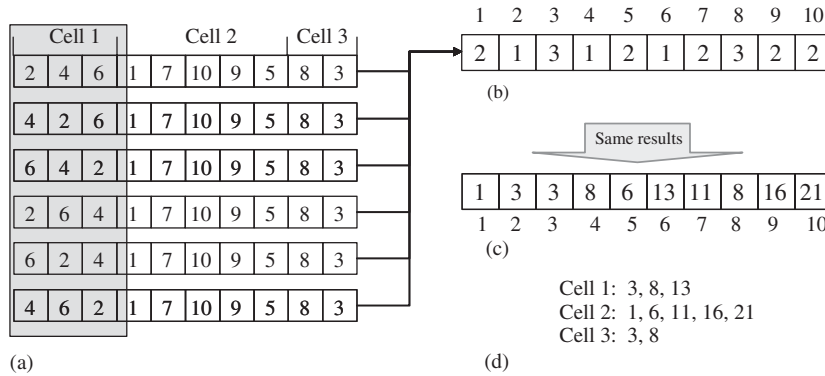 Cell 1 Cell 2 Cell 3
2 4 6 1 7 10 9 5 8 3
4 2 6 1 7 10 9 5 8 3
6 4 2 1 7 10 9 5 8 3
2 6 4 1 7 10 9 5 8 3
6 2 4 1 7 10 9 5 8 3
4 6 2 1 7 10 9 5 8 3
(a)
1 2 3 4 5 6 7 8 9 10
2 1 3 1 2 1 2 3 2 2
(b)
Same results
1 3 3 8 6 13 11 8 16 21
1 2 3 4 5 6 7 8 9 10
(c)
Cell 1: 3, 8, 13
Cell 2: 1, 6, 11, 16, 21
Cell 3: 3, 8
(d)